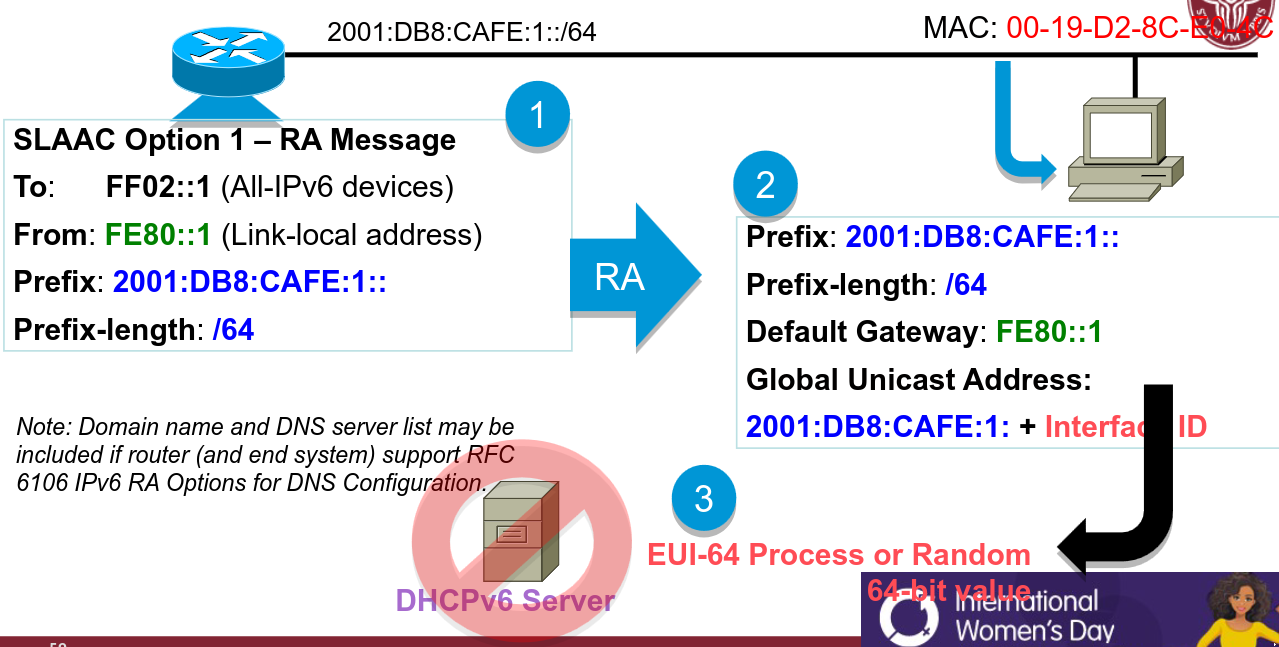 2001:DB8:CAFE:1::/64
MAC: 00-19-D2-8C-E0-4C
1
SLAAC Option 1 – RA Message
To: FF02::1 (All-IPv6 devices)
From: FE80::1 (Link-local address)
Prefix: 2001:DB8:CAFE:1::
Prefix-length: /64
RA
2
Prefix: 2001:DB8:CAFE:1::
Prefix-length: /64
Default Gateway: FE80::1
Global Unicast Address:
2001:DB8:CAFE:1: + Interface ID
Note: Domain name and DNS server list may be
included if router (and end system) support RFC
6106 IPv6 RA Options for DNS Configuration.
DHCPv6 Server
3
EUI-64 Process or Random
64-bit value
International
Women's Day